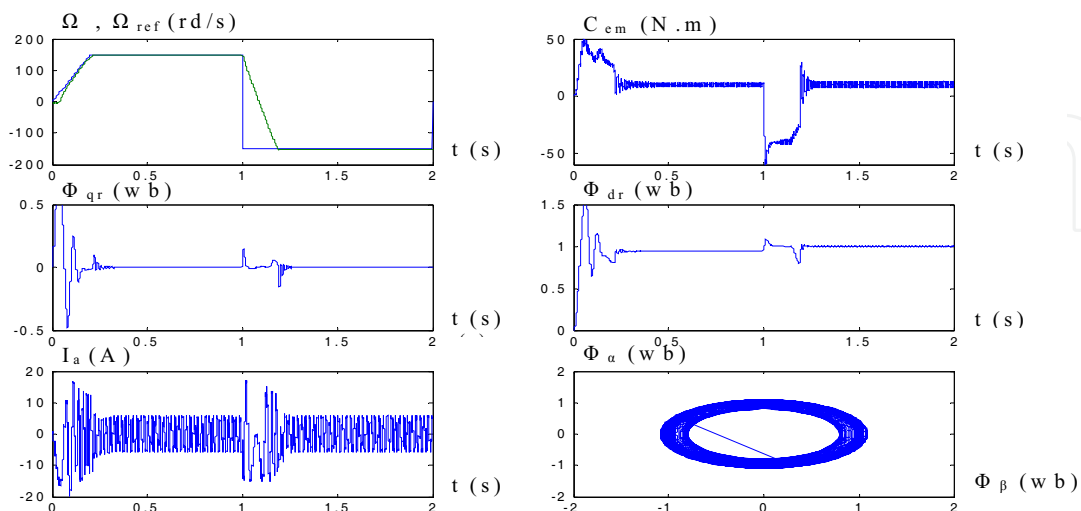 Ω , Ω ref (rd/s)
200
100
0
-100
-200
0 0.5 1 1.5 2
t (s)
C em (N.m)
50
0
-50
0 0.5 1 1.5 2
t (s)
Φ qr (wb)
0.5
0
-0.5
0 0.5 1 1.5 2
t (s)
Φ dr (wb)
1.5
1
0.5
0
0 0.5 1 1.5 2
t (s)
I a (A)
20
10
0
-10
-20
0 0.5 1 1.5 2
t (s)
Φ α (wb)
2
1
0
-1
-2
-2 -1 0 1 2
Φ β (wb)